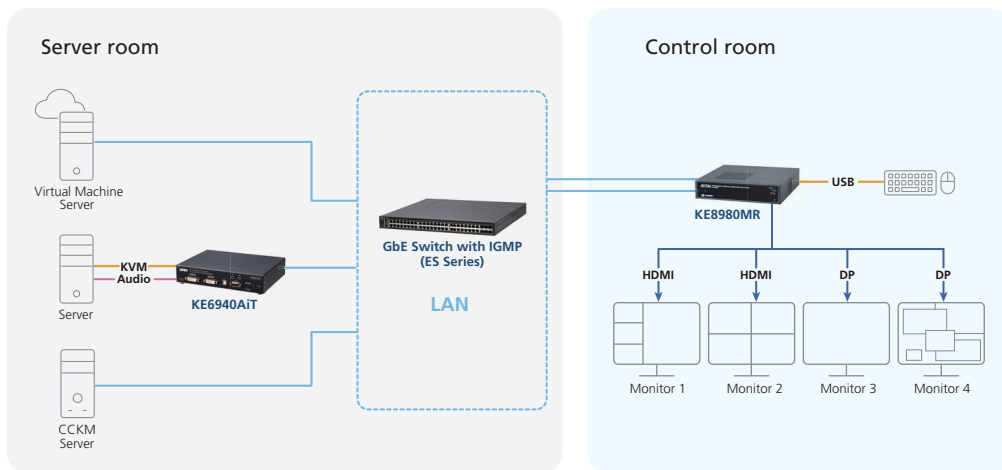 Server room
Control room
Virtual Machine
Server
KVM
Audio
Server
KE6940AiT
CCKM
Server
GbE Switch with IGMP
(ES Series)
LAN
KE8980MR
USB
HDMI
HDMI
DP
DP
Monitor 1
Monitor 2
Monitor 3
Monitor 4